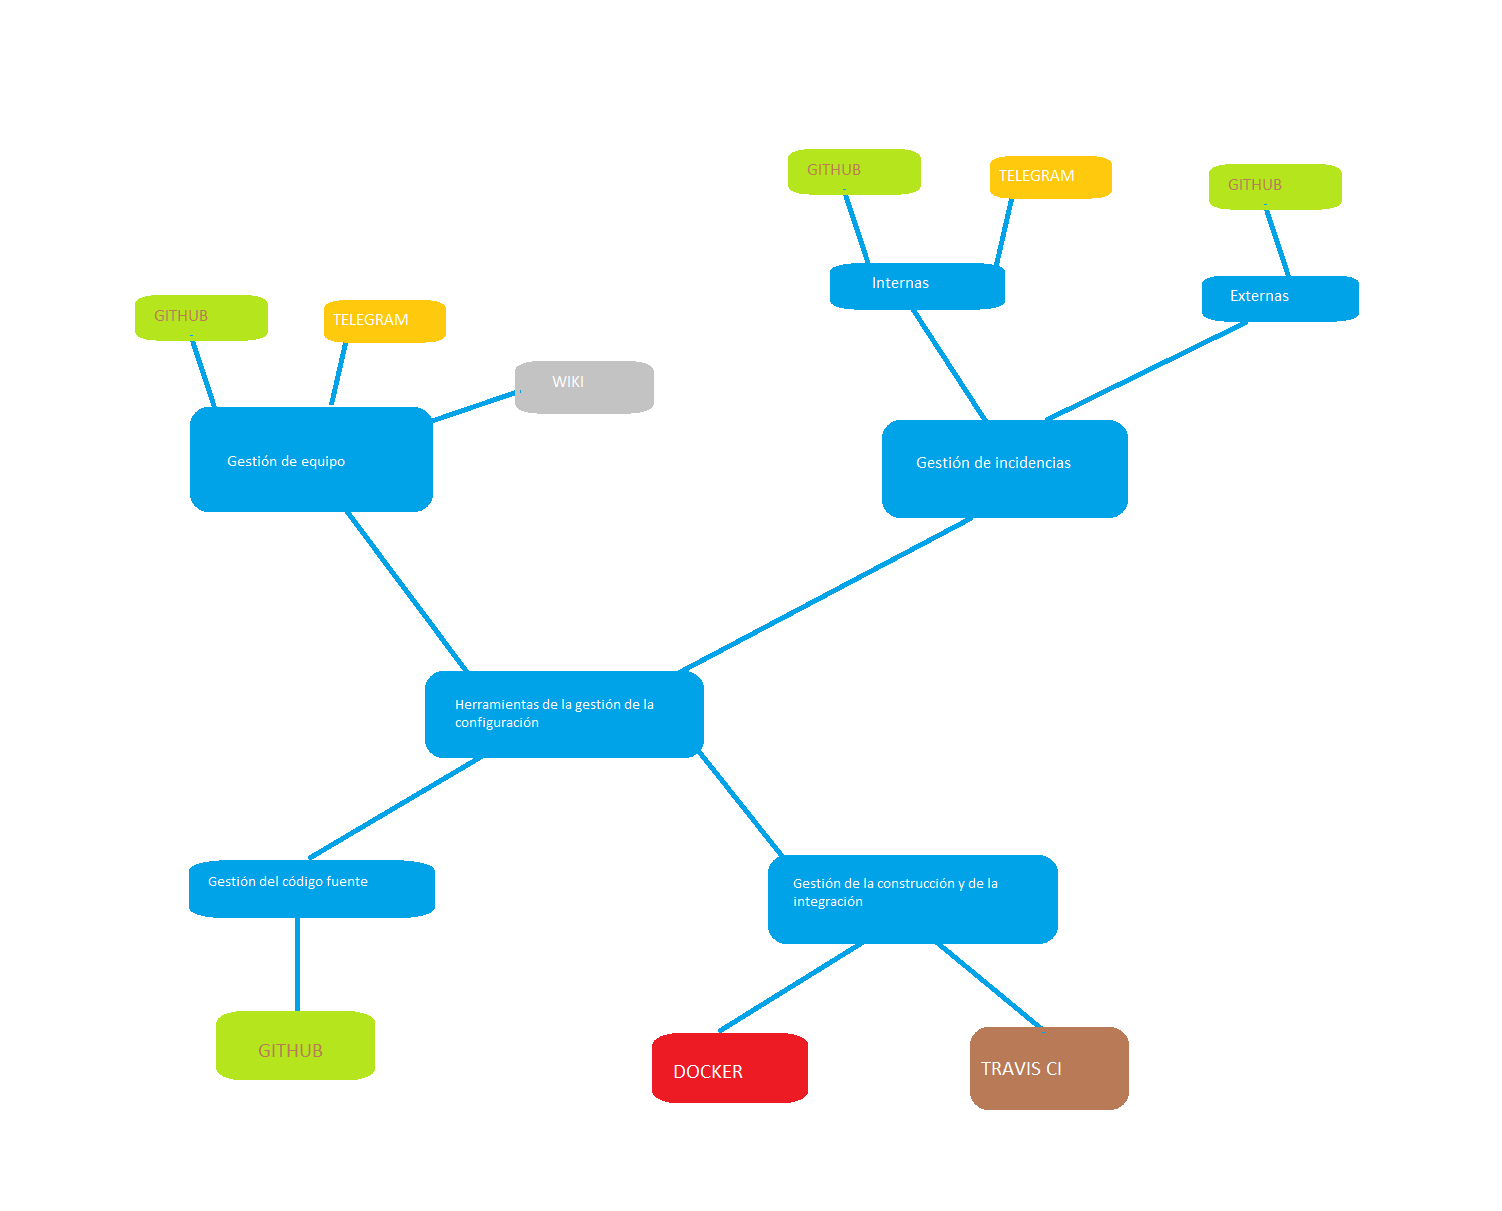 GITHUB
TELEGRAM
GITHUB
Internas
Externas
GITHUB
TELEGRAM
WIKI
Gestión de equipo
Gestión de incidencias
Herramientas de la gestión de la
configuración
Gestión del código fuente
Gestión de la construcción y de la
integración
GITHUB
DOCKER
TRAVIS CI